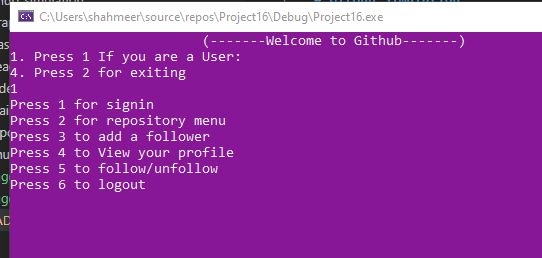 C:\Users\shahmeer\source\repos\Project16\Debug\Project16.exe
(-------Welcome to Github-------)
1. Press 1 If you are a User:
4. Press 2 for exiting
1
Press 1 for signin
Press 2 for repository menu
Press 3 to add a follower
Press 4 to View your profile
Press 5 to follow/unfollow
Press 6 to logout